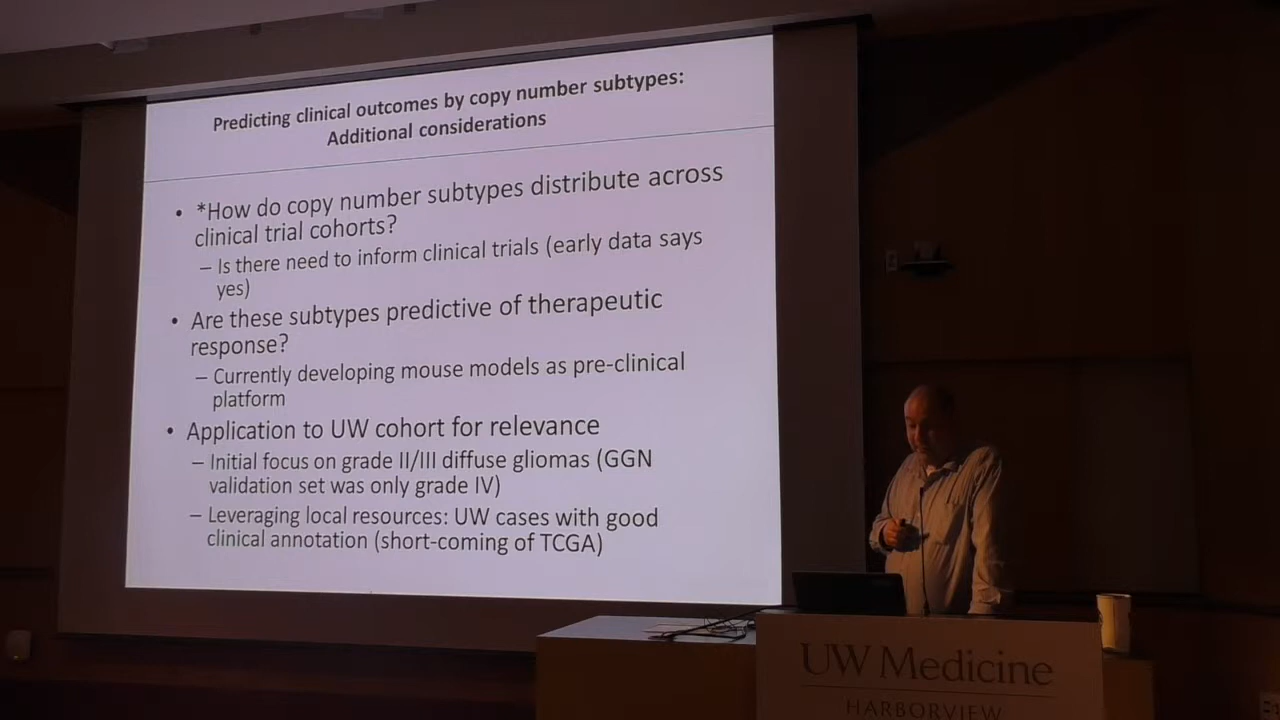 Predicting clinical outcomes by copy number subtypes:
Additional considerations
• *How do copy number subtypes distribute across
clinical trial cohorts?
– Is there need to inform clinical trials (early data says
yes)
• Are these subtypes predictive of therapeutic
response?
– Currently developing mouse models as pre-clinical
platform
• Application to UW cohort for relevance
– Initial focus on grade II/III diffuse gliomas (GGN
validation set was only grade IV)
– Leveraging local resources: UW cases with good
clinical annotation (short-coming of TCGA)
UW Medicine
HARBORVIEW